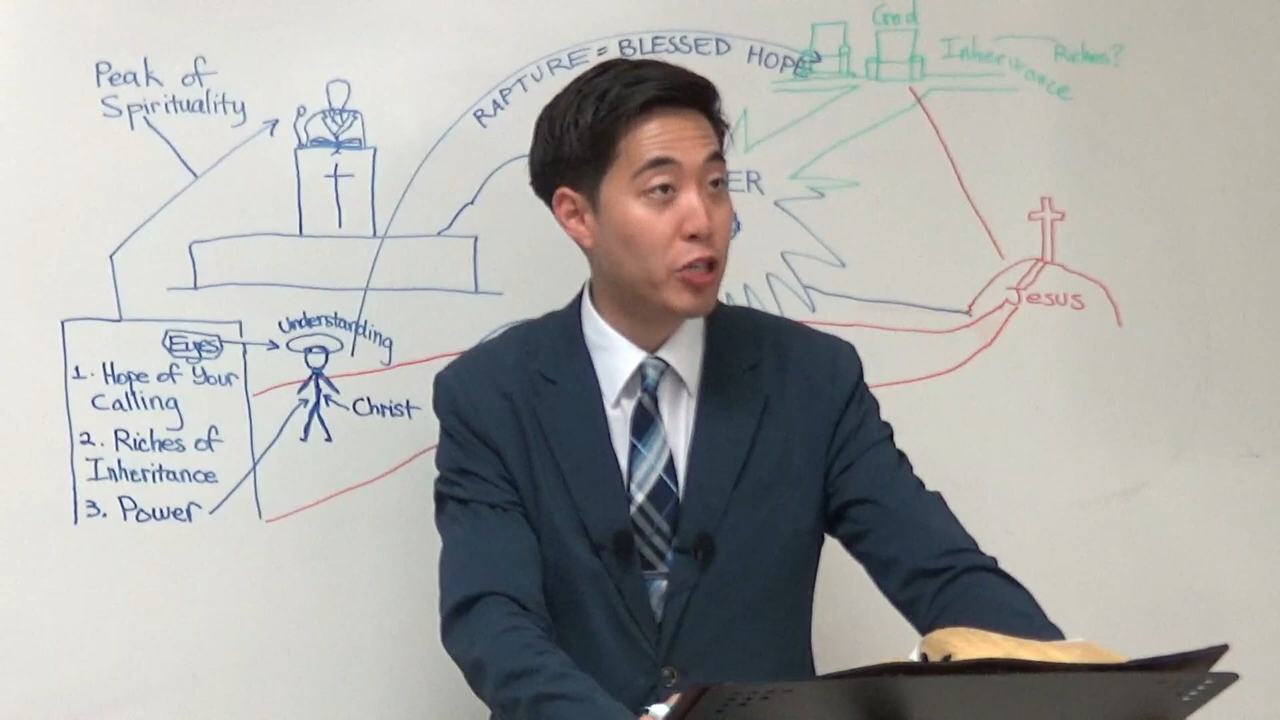 Peak of
Spirituality
RAPTURE = BLESSED HOPE
God
Inheritance
Riches?
ER
Jesus
Eyes
Understanding
1. Hope of Your
Calling
2. Riches of
Inheritance
3. Power
Christ